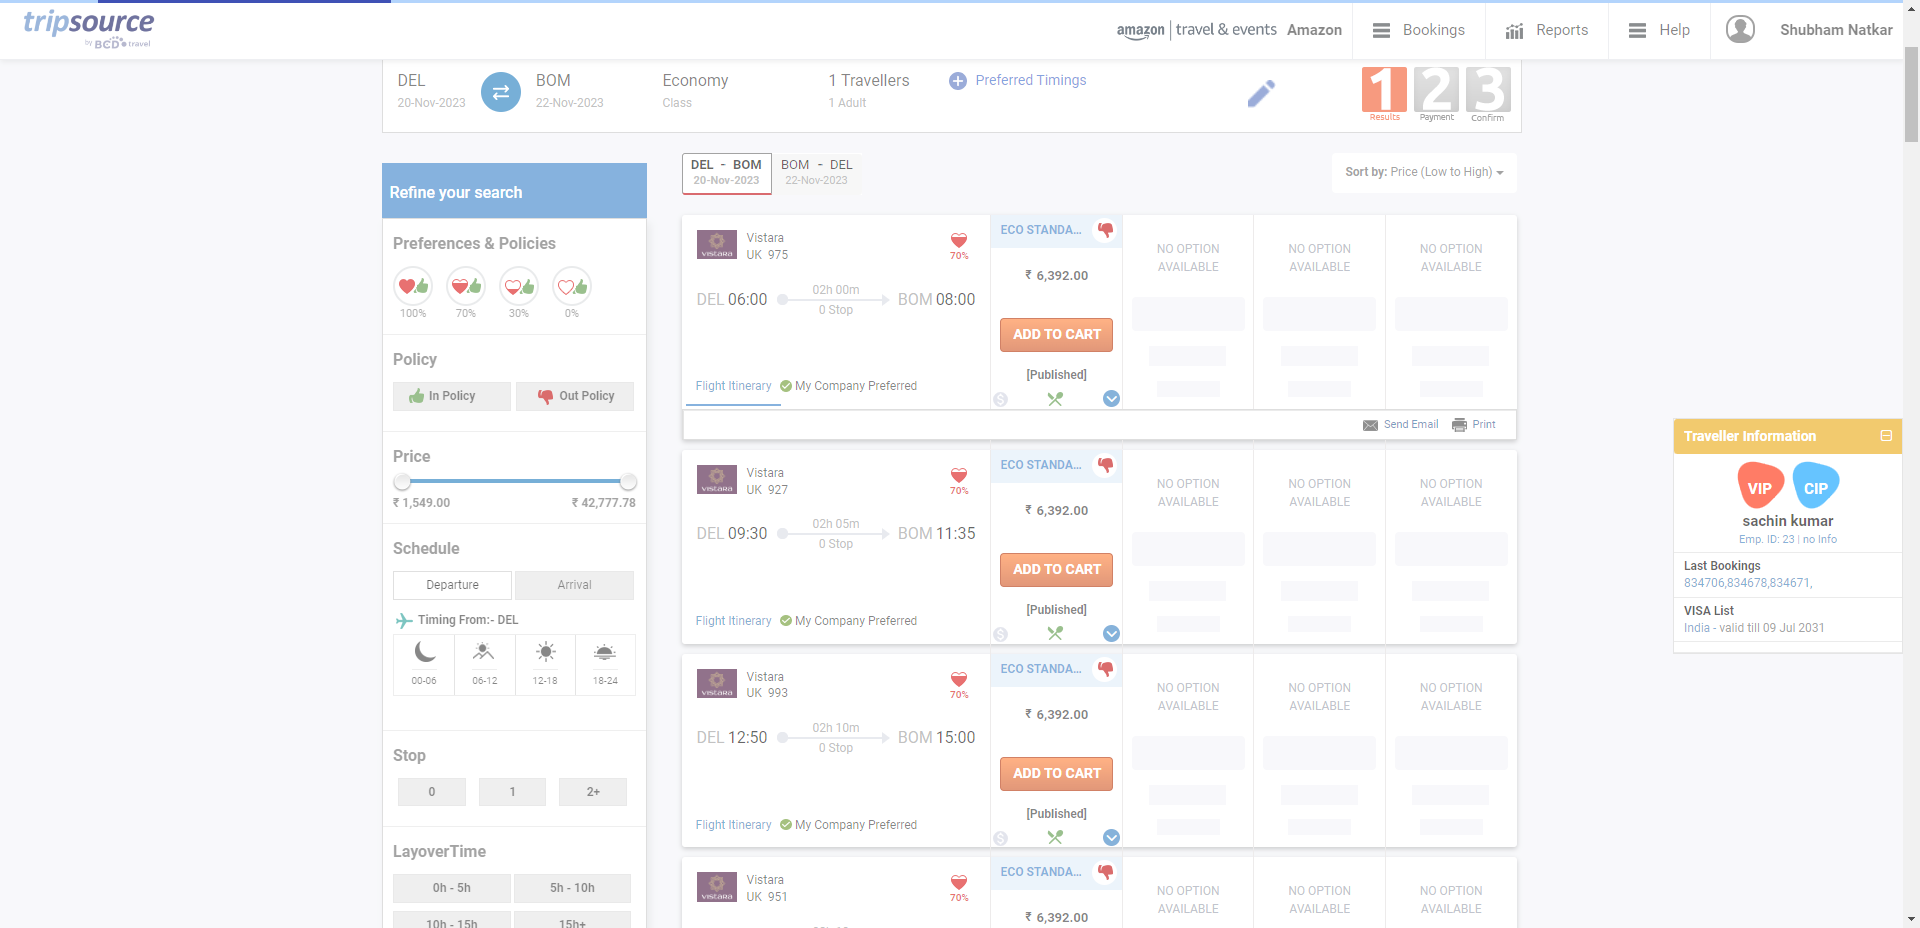 tripsource
by BCD travel
amazon travel & events Amazon
Bookings
Reports
Help
Shubham Natkar
DEL
20-Nov-2023
BOM
22-Nov-2023
Economy
Class
1 Travellers
1 Adult
Preferred Timings
1 2 3
Results Payment Confirm
DEL - BOM
20-Nov-2023
BOM - DEL
22-Nov-2023
Sort by: Price (Low to High)
Refine your search
Preferences & Policies
100% 70% 30% 0%
Policy
In Policy Out Policy
Price
₹ 1,549.00 ₹ 42,777.78
Schedule
Departure Arrival
Timing From:- DEL
00-06 06-12 12-18 18-24
Stop
0 1 2+
LayoverTime
0h - 5h 5h - 10h
10h - 15h 15h+
VISTARA
Vistara
UK 975
70%
DEL 06:00
02h 00m
0 Stop
BOM 08:00
Flight Itinerary My Company Preferred
ECO STANDA...
₹ 6,392.00
ADD TO CART
[Published]
NO OPTION
AVAILABLE
NO OPTION
AVAILABLE
NO OPTION
AVAILABLE
Send Email Print
VISTARA
Vistara
UK 927
70%
DEL 09:30
02h 05m
0 Stop
BOM 11:35
Flight Itinerary My Company Preferred
ECO STANDA...
₹ 6,392.00
ADD TO CART
[Published]
NO OPTION
AVAILABLE
NO OPTION
AVAILABLE
NO OPTION
AVAILABLE
VISTARA
Vistara
UK 993
70%
DEL 12:50
02h 10m
0 Stop
BOM 15:00
Flight Itinerary My Company Preferred
ECO STANDA...
₹ 6,392.00
ADD TO CART
[Published]
NO OPTION
AVAILABLE
NO OPTION
AVAILABLE
NO OPTION
AVAILABLE
VISTARA
Vistara
UK 951
70%
ECO STANDA...
₹ 6,392.00
NO OPTION
AVAILABLE
NO OPTION
AVAILABLE
NO OPTION
AVAILABLE
Traveller Information
VIP CIP
sachin kumar
Emp. ID: 23 | no info
Last Bookings
834706,834678,834671,
VISA List
India - valid till 09 Jul 2031